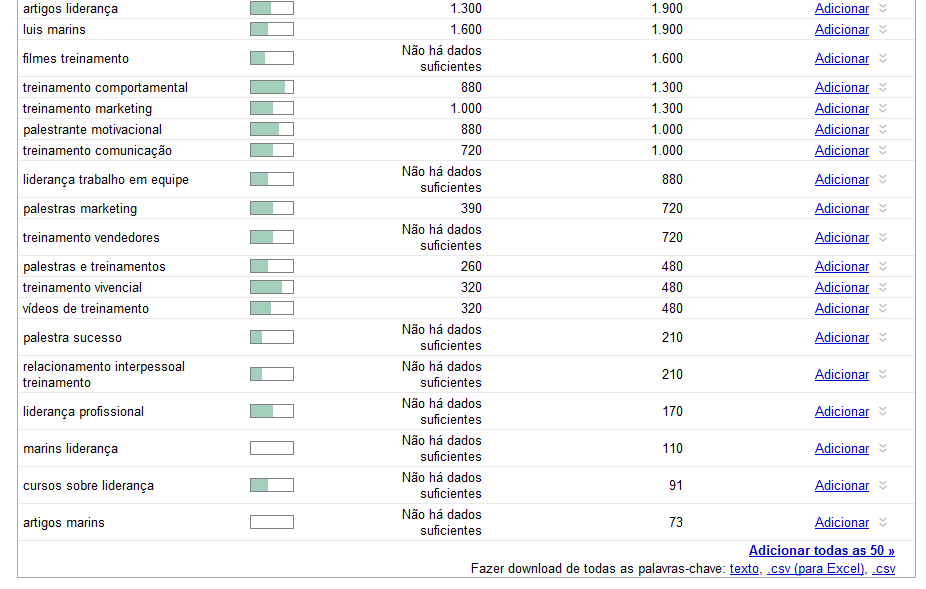 artigos liderança 1.300 1.900 Adicionar
luis marins 1.600 1.900 Adicionar
filmes treinamento Não há dados suficientes 1.600 Adicionar
treinamento comportamental 880 1.300 Adicionar
treinamento marketing 1.000 1.300 Adicionar
palestrante motivacional 880 1.000 Adicionar
treinamento comunicação 720 1.000 Adicionar
liderança trabalho em equipe Não há dados suficientes 880 Adicionar
palestras marketing 390 720 Adicionar
treinamento vendedores Não há dados suficientes 720 Adicionar
palestras e treinamentos 260 480 Adicionar
treinamento vivencial 320 480 Adicionar
vídeos de treinamento 320 480 Adicionar
palestra sucesso Não há dados suficientes 210 Adicionar
relacionamento interpessoal treinamento Não há dados suficientes 210 Adicionar
liderança profissional Não há dados suficientes 170 Adicionar
marins liderança Não há dados suficientes 110 Adicionar
cursos sobre liderança Não há dados suficientes 91 Adicionar
artigos marins Não há dados suficientes 73 Adicionar
Adicionar todas as 50 »
Fazer download de todas as palavras-chave: texto, .csv (para Excel), .csv